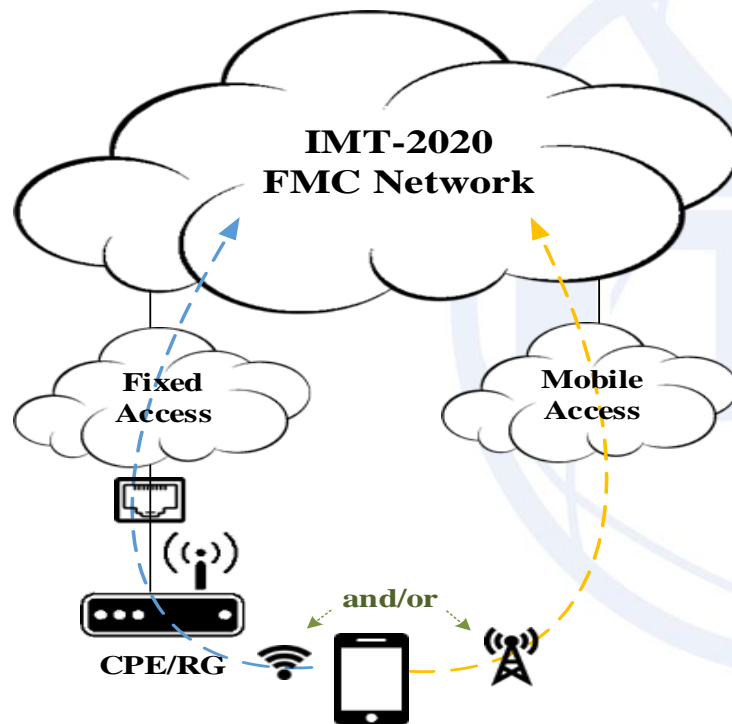 IMT-2020
FMC Network
Fixed
Access
Mobile
Access
and/or
CPE/RG